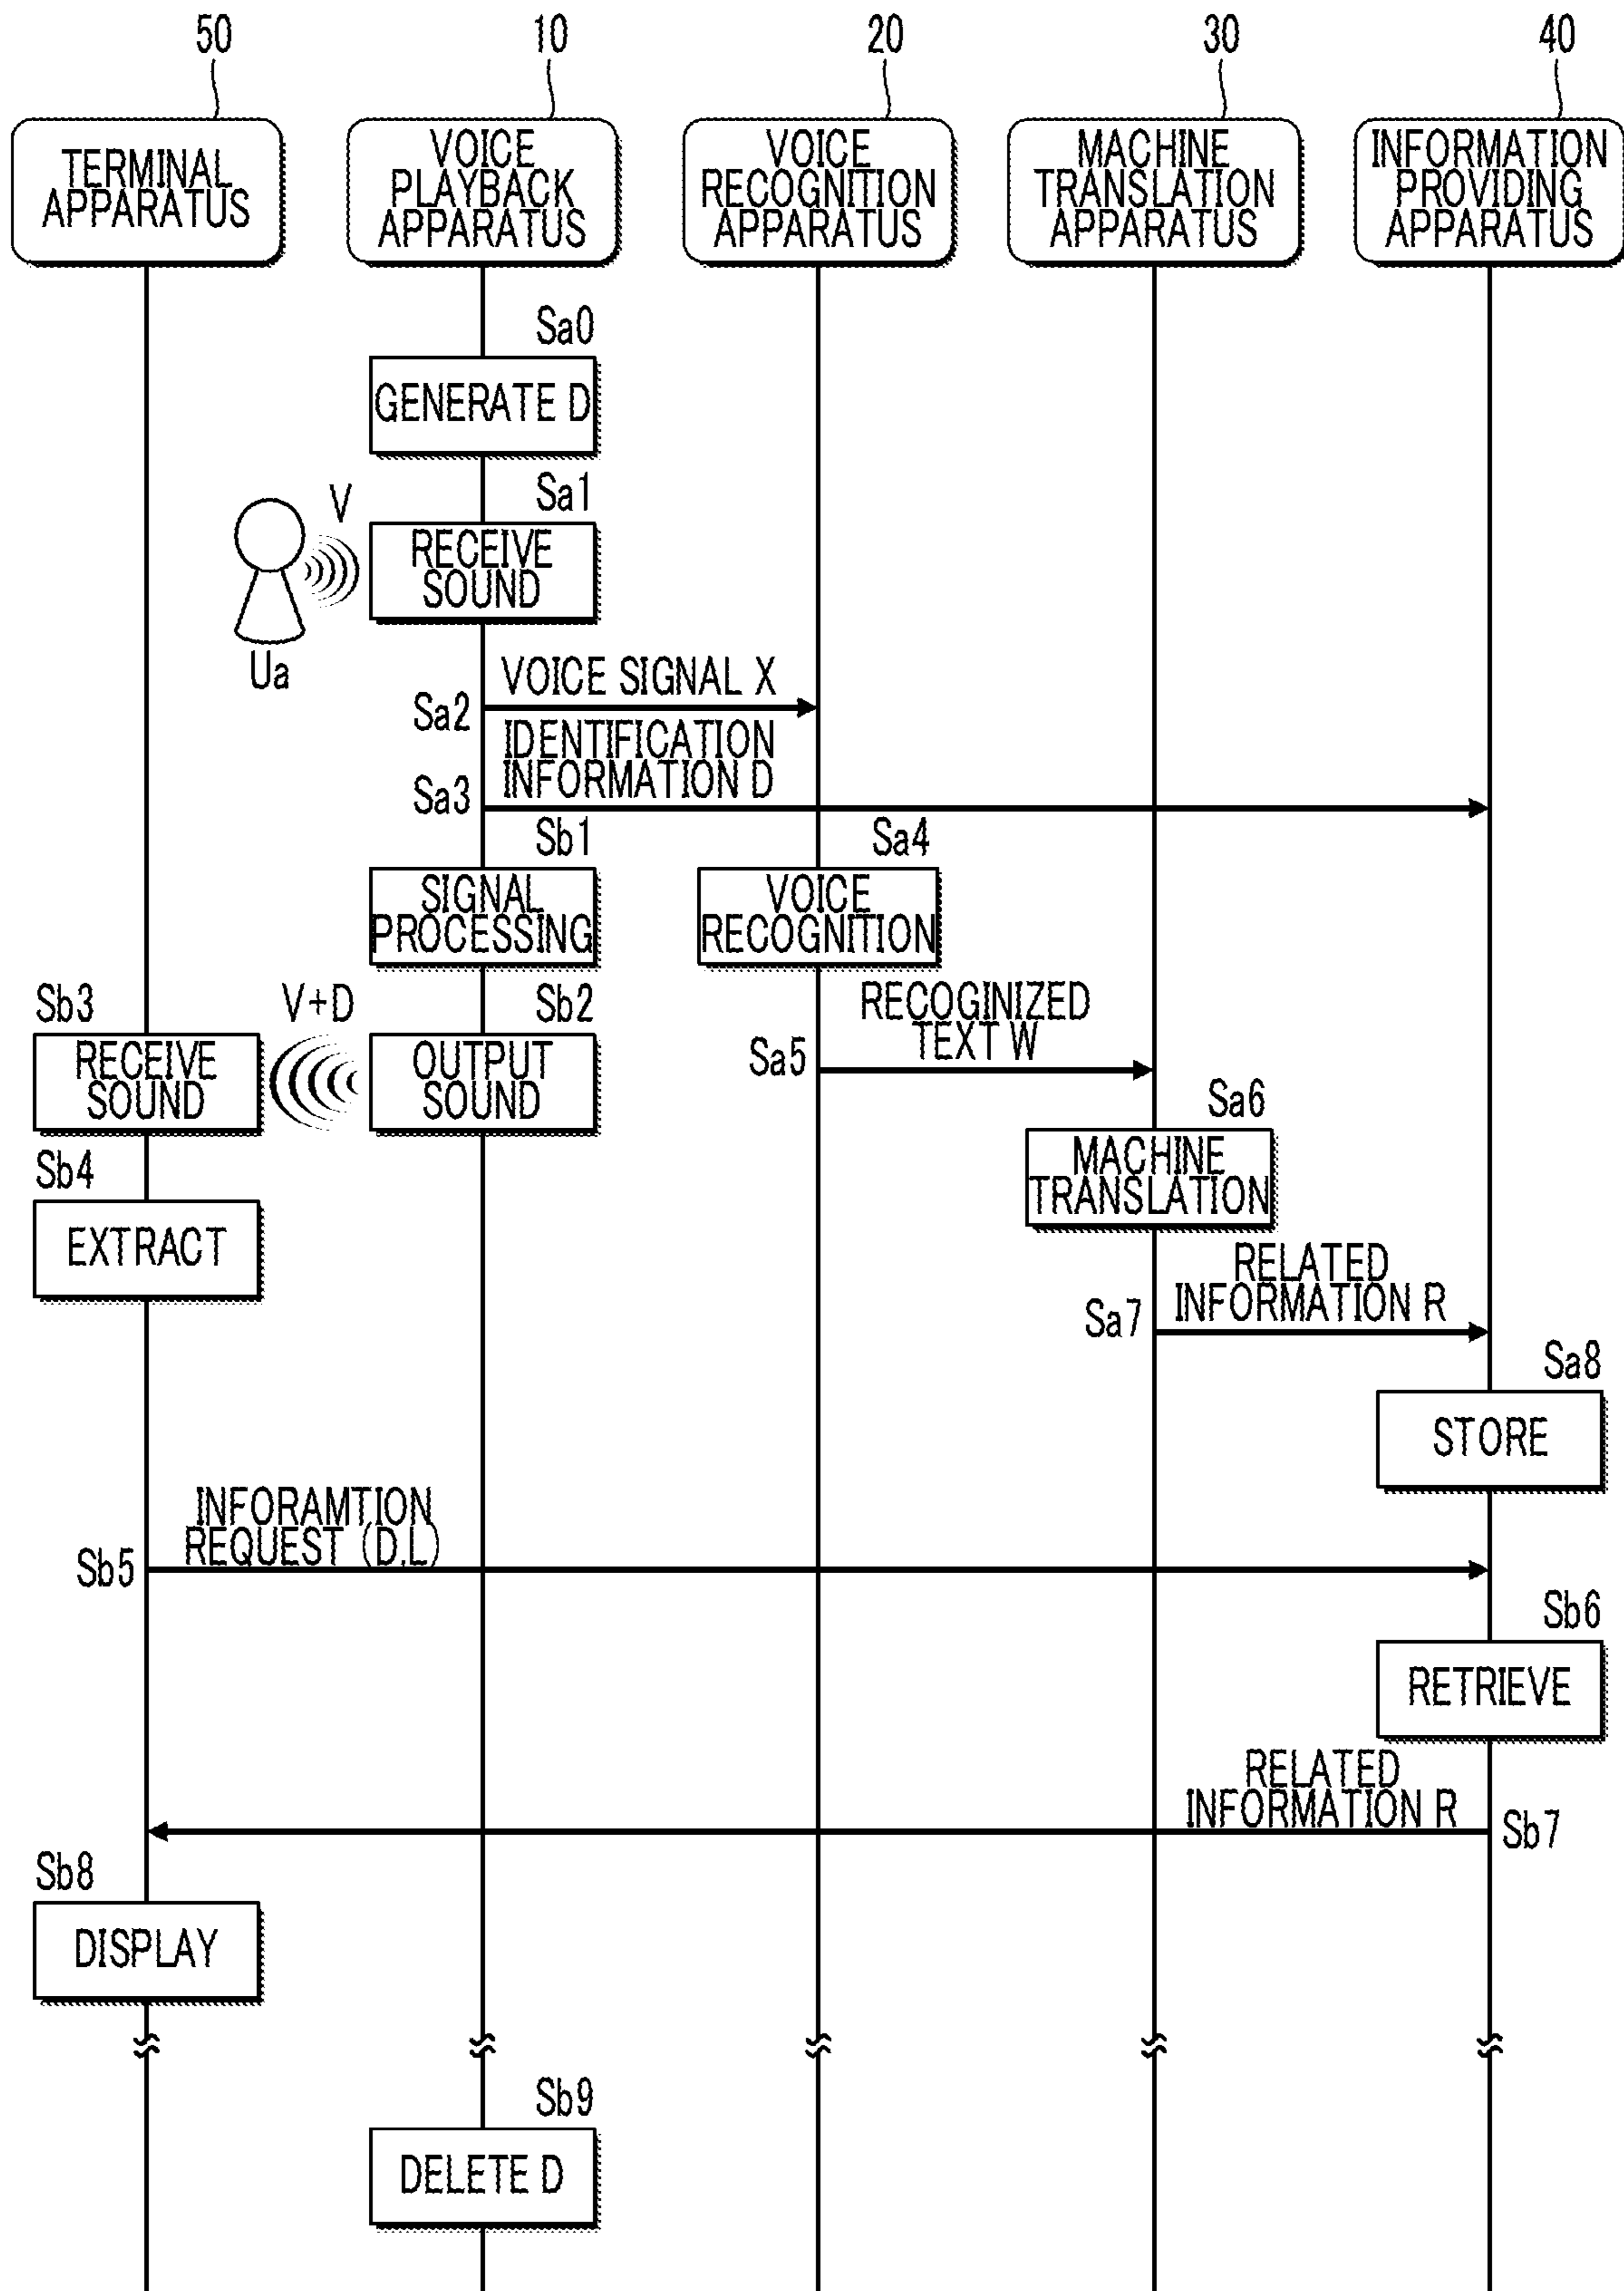 50
10
20
30
40
TERMINAL
APPARATUS
VOICE
PLAYBACK
APPARATUS
VOICE
RECOGNITION
APPARATUS
MACHINE
TRANSLATION
APPARATUS
INFORMATION
PROVIDING
APPARATUS
Sa0
GENERATE D
Sa1
V
RECEIVE
SOUND
Ua
VOICE SIGNAL X
Sa2
IDENTIFICATION
INFORMATION D
Sa3
Sb1
Sa4
SIGNAL
PROCESSING
VOICE
RECOGNITION
Sb3
V+D
Sb2
RECEIVE
SOUND
OUTPUT
SOUND
RECOGINIZED
TEXT W
Sa5
Sa6
MACHINE
TRANSLATION
Sb4
EXTRACT
RELATED
INFORMATION R
Sa7
Sa8
STORE
INFORAMTION
REQUEST (D,L)
Sb5
Sb6
RETRIEVE
RELATED
INFORMATION R
Sb7
Sb8
DISPLAY
Sb9
DELETE D